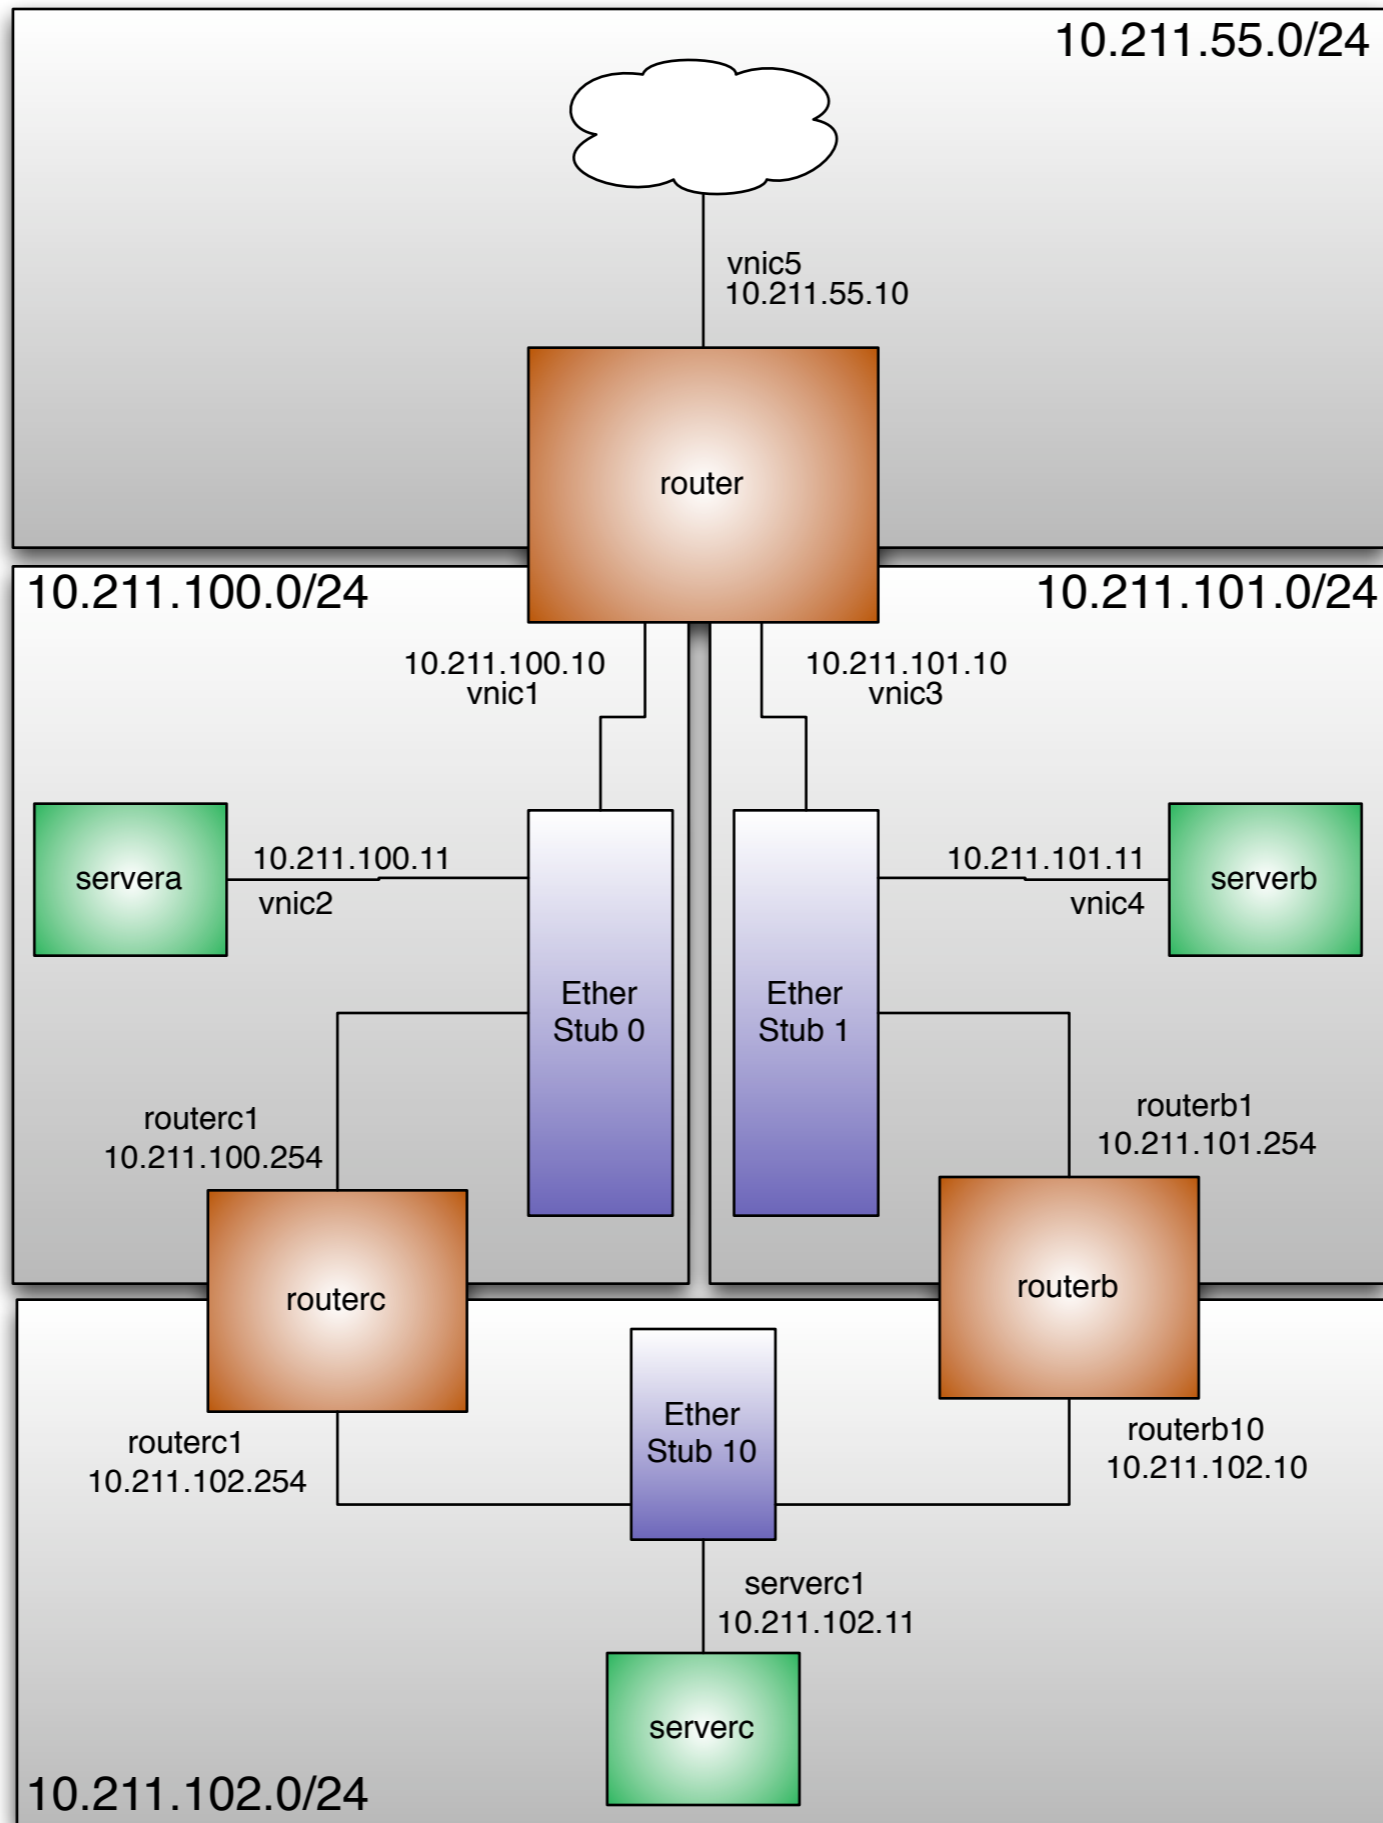 10.211.55.0/24
vnic5
10.211.55.10
router
10.211.100.0/24
10.211.101.0/24
10.211.100.10
vnic1
10.211.101.10
vnic3
servera
10.211.100.11
vnic2
10.211.101.11
vnic4
serverb
Ether
Stub 0
Ether
Stub 1
routerc1
10.211.100.254
routerb1
10.211.101.254
routerc
routerb
Ether
Stub 10
routerc1
10.211.102.254
routerb10
10.211.102.10
serverc1
10.211.102.11
serverc
10.211.102.0/24